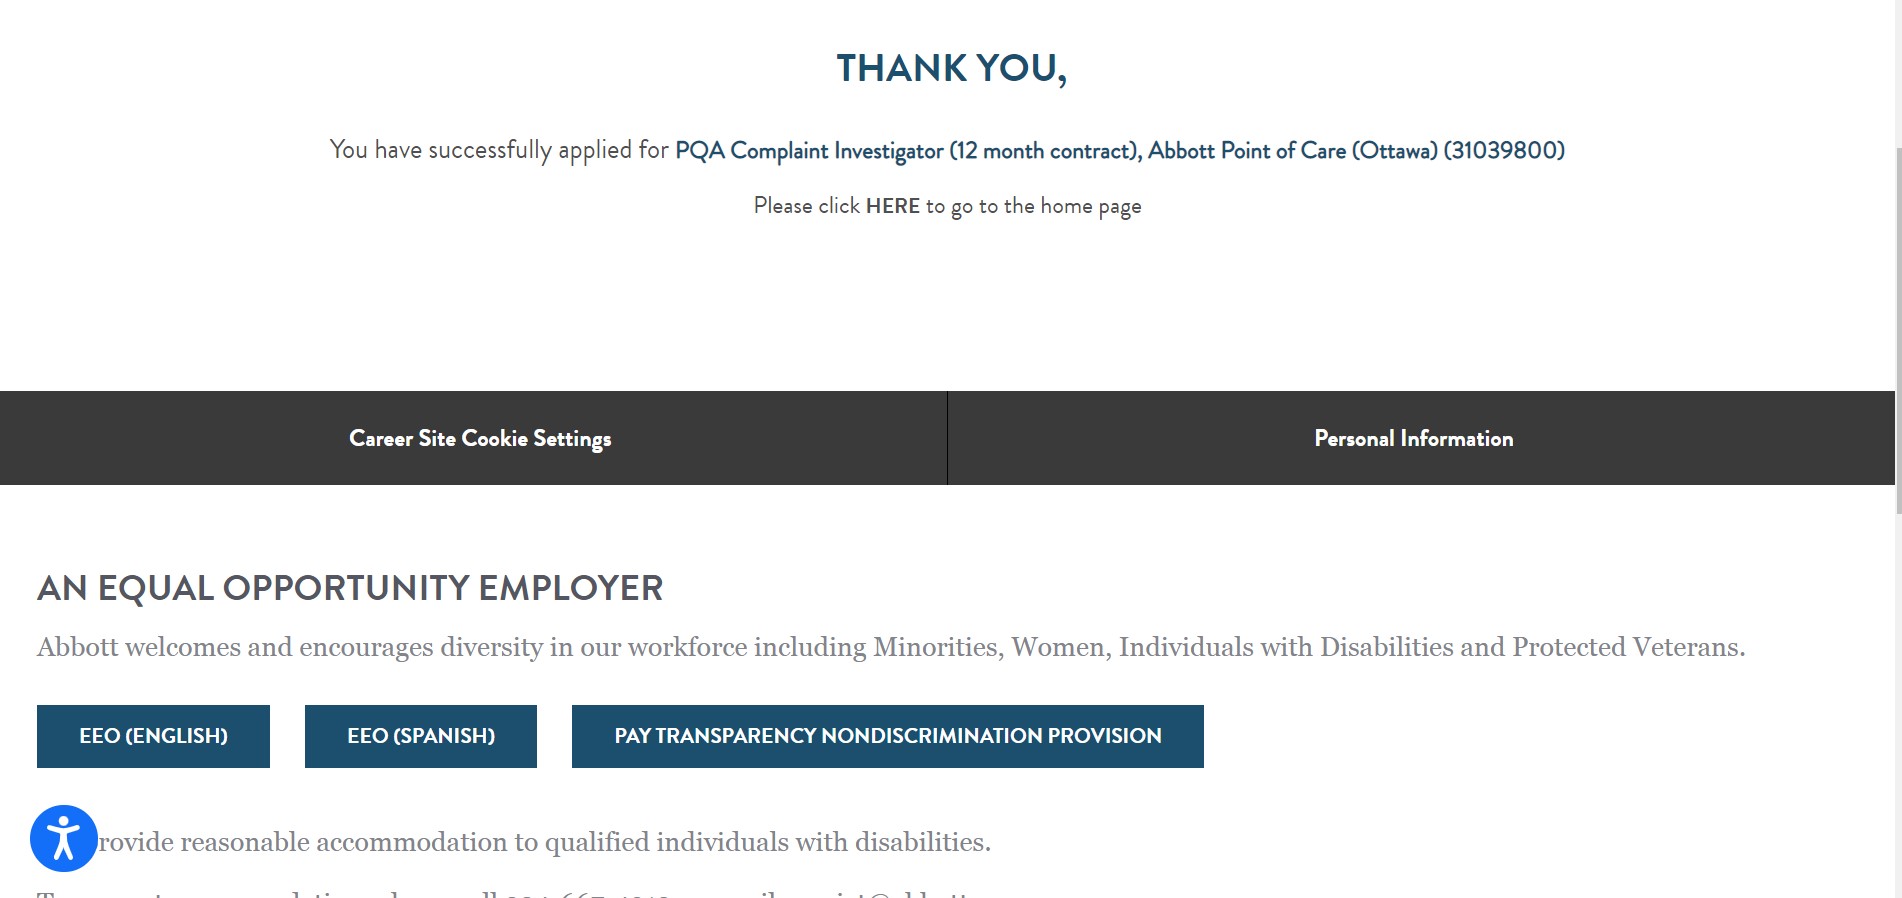 THANK YOU,
You have successfully applied for PQA Complaint Investigator (12 month contract), Abbott Point of Care (Ottawa) (31039800)
Please click HERE to go to the home page
Career Site Cookie Settings
Personal Information
AN EQUAL OPPORTUNITY EMPLOYER
Abbott welcomes and encourages diversity in our workforce including Minorities, Women, Individuals with Disabilities and Protected Veterans.
EEO (ENGLISH)
EEO (SPANISH)
PAY TRANSPARENCY NONDISCRIMINATION PROVISION
rovide reasonable accommodation to qualified individuals with disabilities.